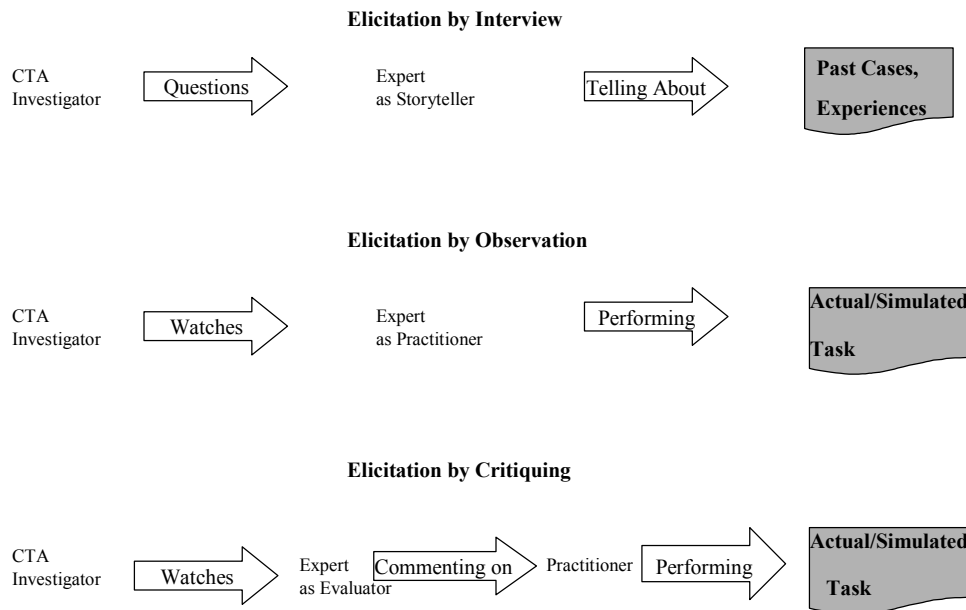 Elicitation by Interview
CTA
Investigator
Questions
Expert
as Storyteller
Telling About
Past Cases,
Experiences
Elicitation by Observation
CTA
Investigator
Watches
Expert
as Practitioner
Performing
Actual/Simulated
Task
Elicitation by Critiquing
CTA
Investigator
Watches
Expert
as Evaluator
Commenting on
Practitioner
Performing
Actual/Simulated
Task